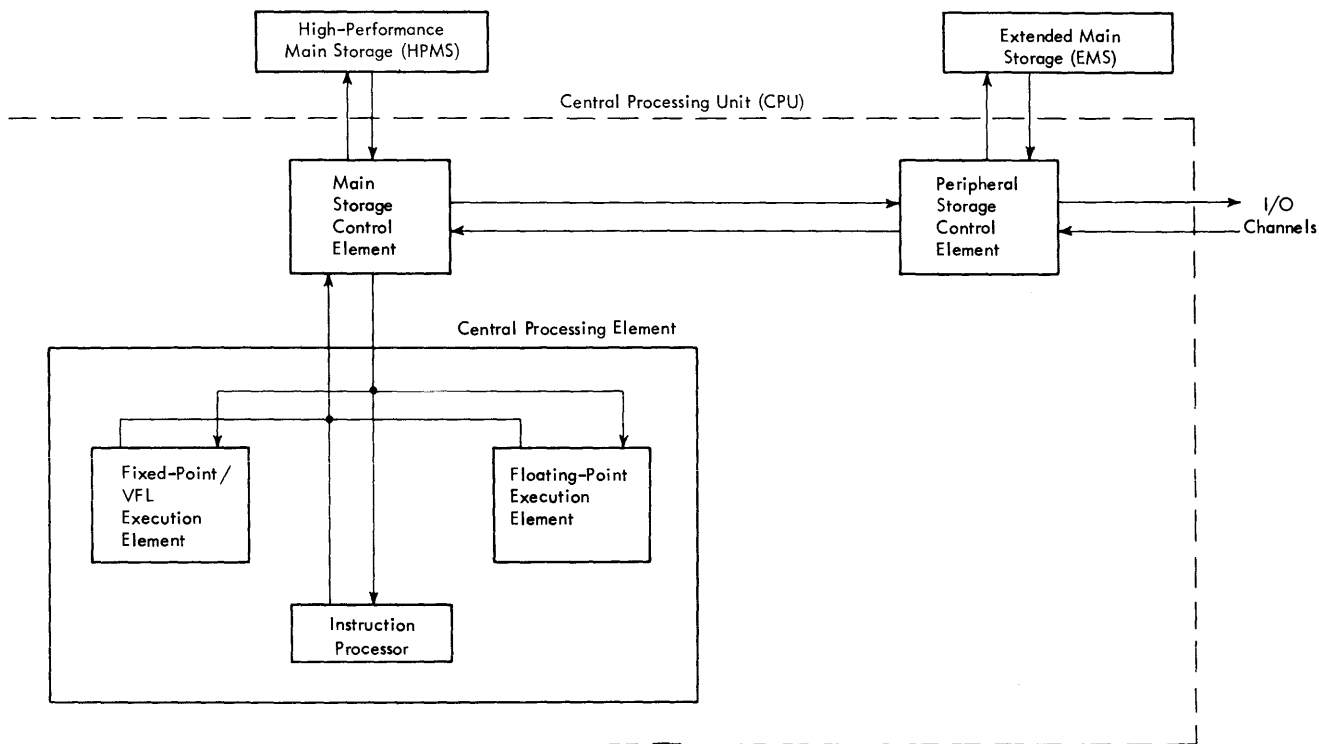 High-Performance
Main Storage (HPMS)
Extended Main
Storage (EMS)
Central Processing Unit (CPU)
Main
Storage
Control
Element
Peripheral
Storage
Control
Element
I/O
Channels
Central Processing Element
Fixed-Point/
VFL
Execution
Element
Floating-Point
Execution
Element
Instruction
Processor